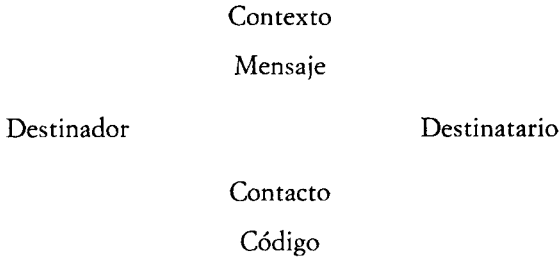 Contexto
Mensaje
Destinador Destinatario
Contacto
Código